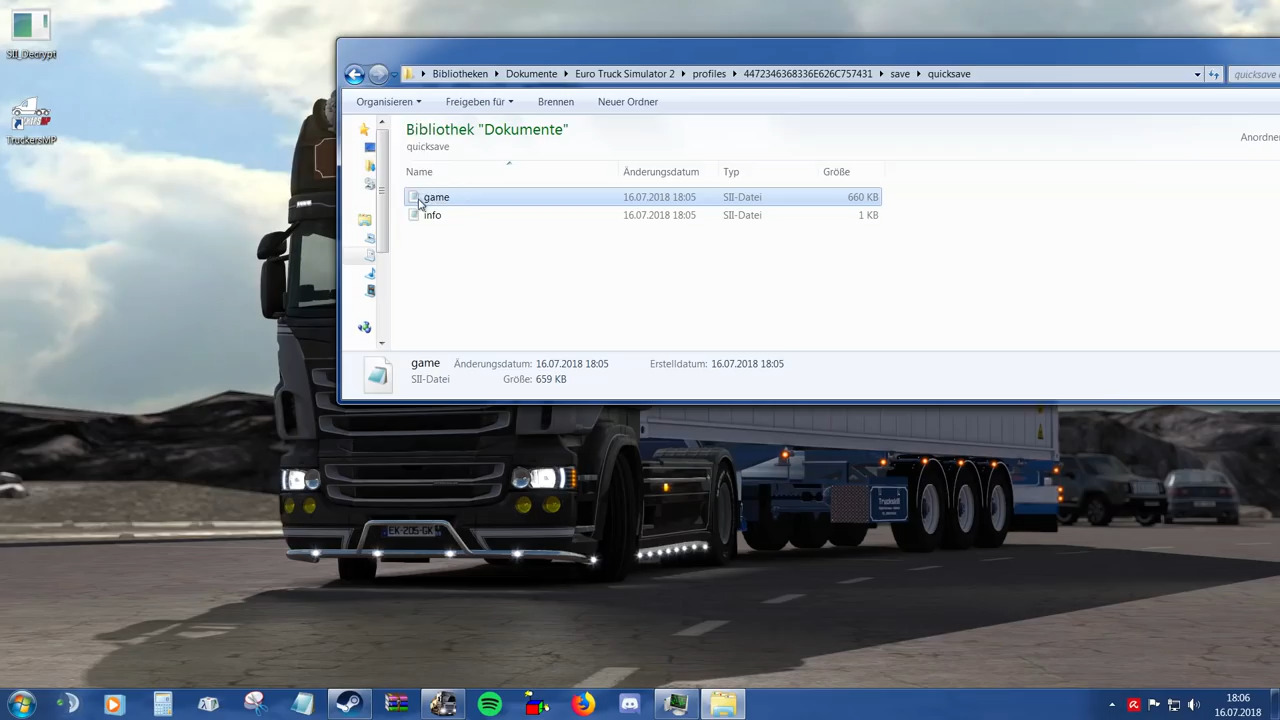 SII_Decrypt
TruckersMP
Bibliotheken Dokumente Euro Truck Simulator 2 profiles 4472346368336E626C757431 save quicksave
quicksave
Organisieren Freigeben für Brennen Neuer Ordner
Bibliothek "Dokumente"
quicksave
Anordnen
Name Änderungsdatum Typ Größe
game 16.07.2018 18:05 SII-Datei 660 KB
info 16.07.2018 18:05 SII-Datei 1 KB
game Änderungsdatum: 16.07.2018 18:05 Erstelldatum: 16.07.2018 18:05
SII-Datei Größe: 659 KB
EK-205-GK
18:06
16.07.2018